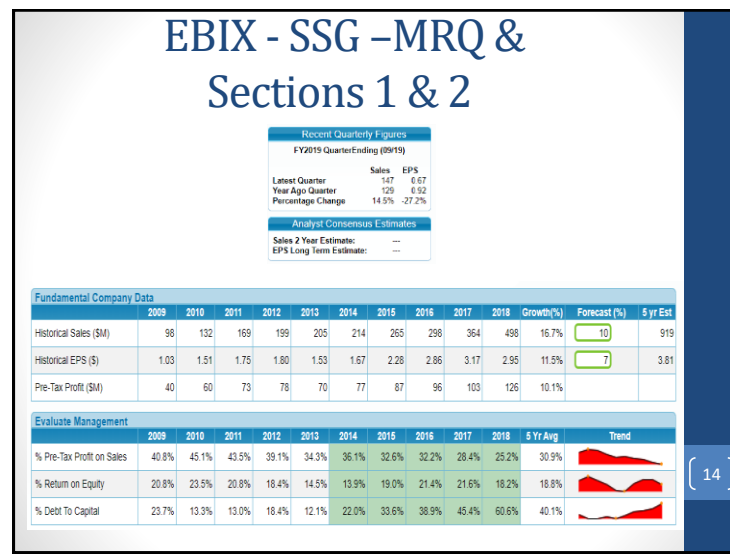 EBIX - SSG –MRQ &
Sections 1 & 2
Recent Quarterly Figures
FY2019 QuarterEnding (09/19)
Sales EPS
Latest Quarter 147 0.67
Year Ago Quarter 129 0.92
Percentage Change 14.5% -27.2%
Analyst Consensus Estimates
Sales 2 Year Estimate: ---
EPS Long Term Estimate: ---
Fundamental Company Data
2009 2010 2011 2012 2013 2014 2015 2016 2017 2018 Growth(%) Forecast (%) 5 yr Est
Historical Sales ($M) 98 132 169 199 205 214 265 298 364 498 16.7% 10 919
Historical EPS ($) 1.03 1.51 1.75 1.80 1.53 1.67 2.28 2.86 3.17 2.95 11.5% 7 3.81
Pre-Tax Profit ($M) 40 60 73 78 70 77 87 96 103 126 10.1%
Evaluate Management
2009 2010 2011 2012 2013 2014 2015 2016 2017 2018 5 Yr Avg Trend
% Pre-Tax Profit on Sales 40.8% 45.1% 43.5% 39.1% 34.3% 36.1% 32.6% 32.2% 28.4% 25.2% 30.9%
% Return on Equity 20.8% 23.5% 20.8% 18.4% 14.5% 13.9% 19.0% 21.4% 21.6% 18.2% 18.8%
% Debt To Capital 23.7% 13.3% 13.0% 18.4% 12.1% 22.0% 33.6% 38.9% 45.4% 60.6% 40.1%
14